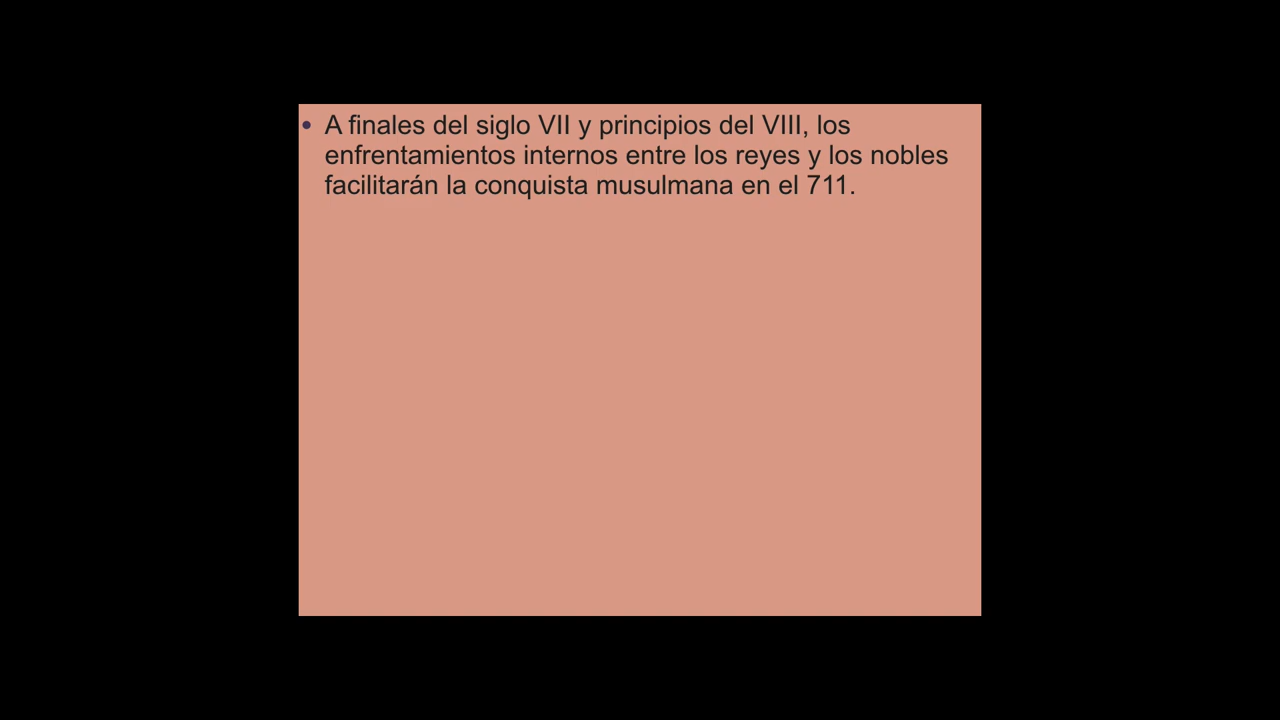 • A finales del siglo VII y principios del VIII, los
enfrentamientos internos entre los reyes y los nobles
facilitarán la conquista musulmana en el 711.